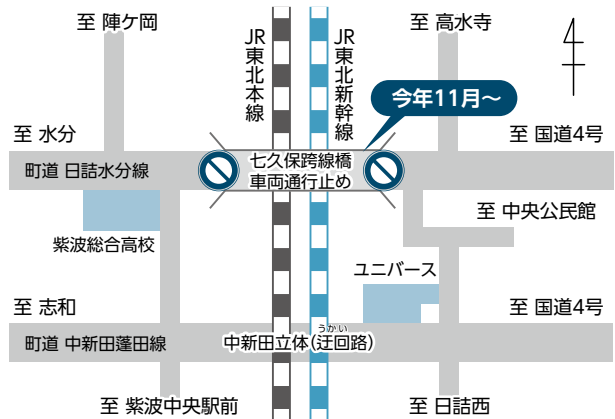 至 陣ケ岡
JR東北本線
JR東北新幹線
至 高水寺
今年11月〜
至 水分
至 国道4号
町道 日詰水分線
七久保跨線橋
車両通行止め
至 中央公民館
紫波総合高校
ユニバース
至 志和
至 国道4号
うかい
町道 中新田蓬田線
中新田立体(迂回路)
至 紫波中央駅前
至 日詰西